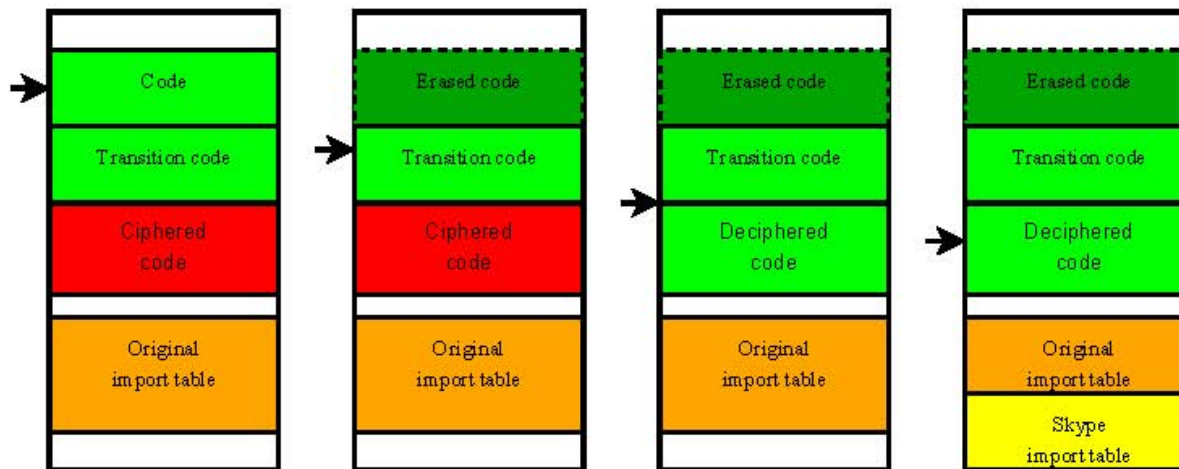 Code
Transition code
Ciphered
code
Original
import table
Erased code
Transition code
Ciphered
code
Original
import table
Erased code
Transition code
Deciphered
code
Original
import table
Erased code
Transition code
Deciphered
code
Original
import table
Skype
import table